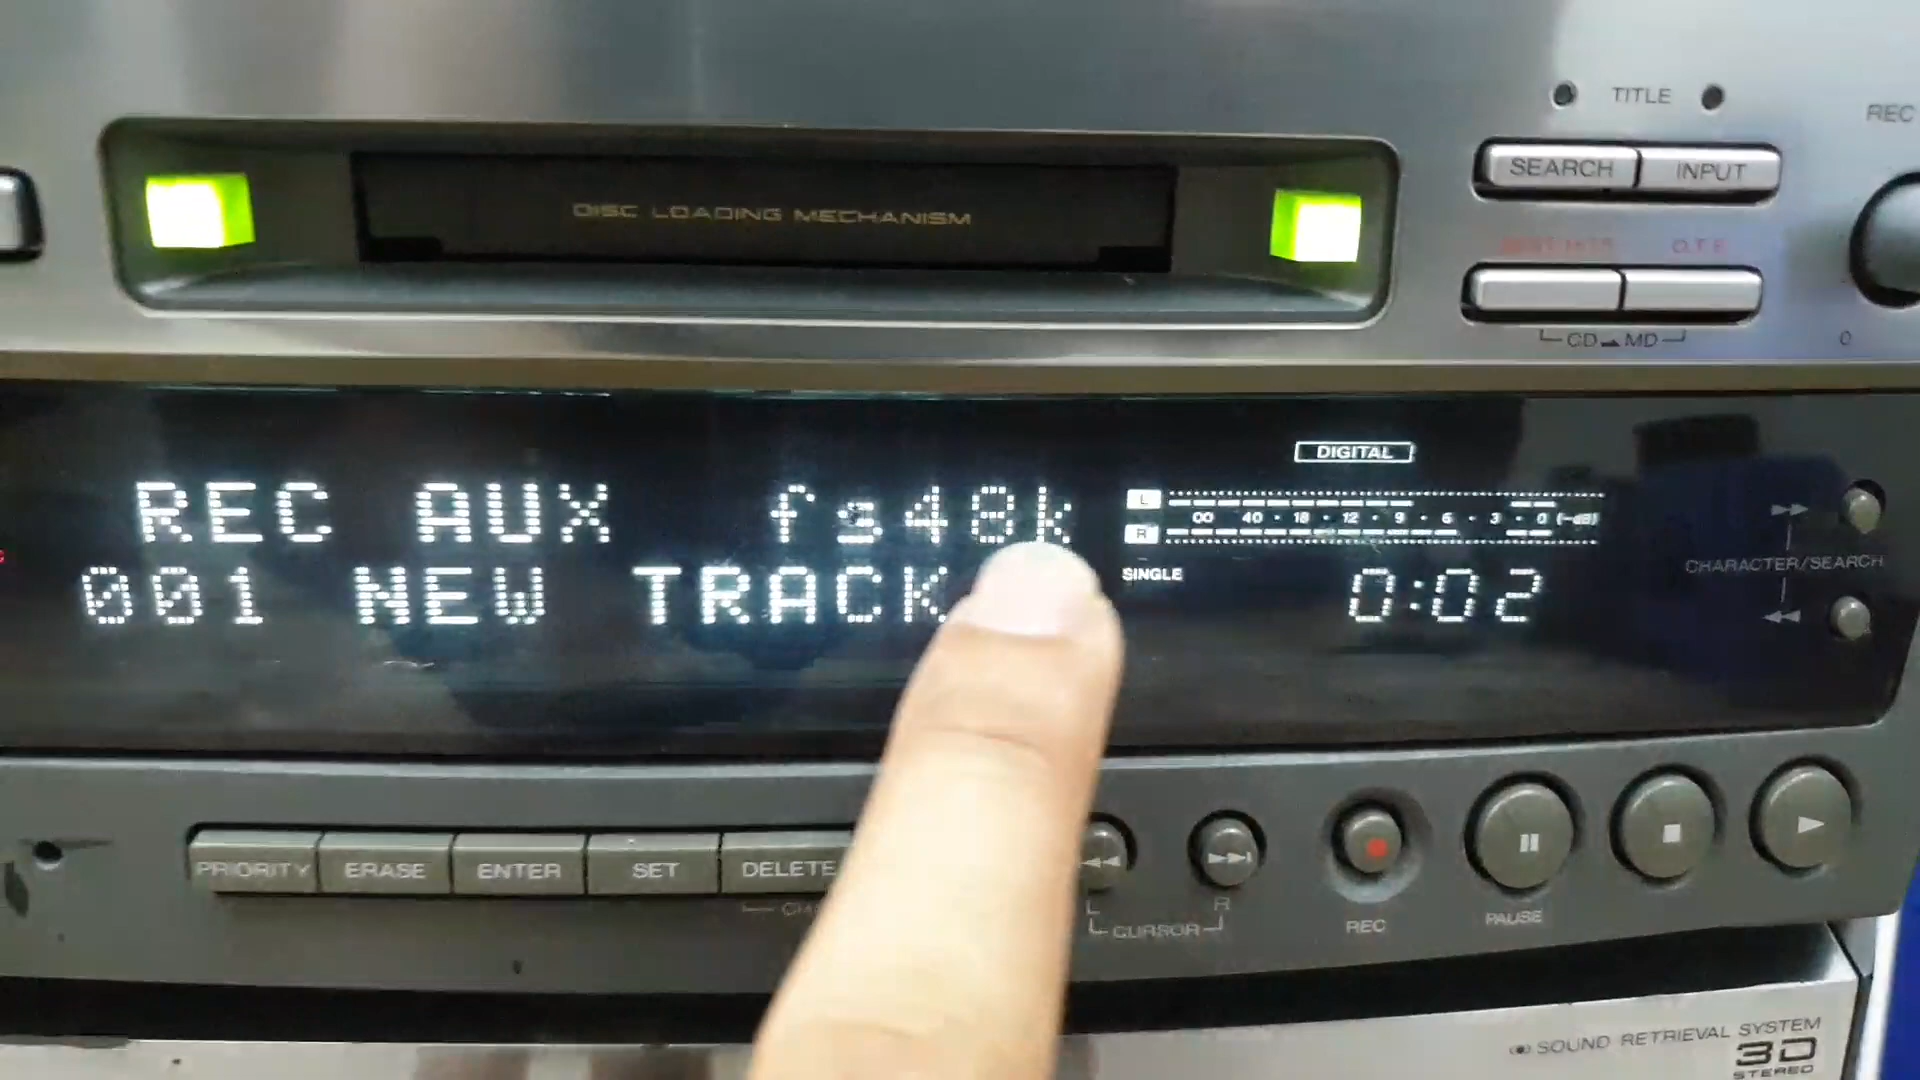 TITLE
REC
SEARCH INPUT
DISC LOADING MECHANISM
CD MD
0
DIGITAL
REC AUX fs48k
L
00 40 · 18 · 12 · 9 · 6 · 3 · 0 (-dB)
R
001 NEW TRACK
SINGLE
0:02
CHARACTER/SEARCH
PRIORITY ERASE ENTER SET DELETE
R
CURSOR
REC
PAUSE
SOUND RETRIEVAL SYSTEM
3D
STEREO